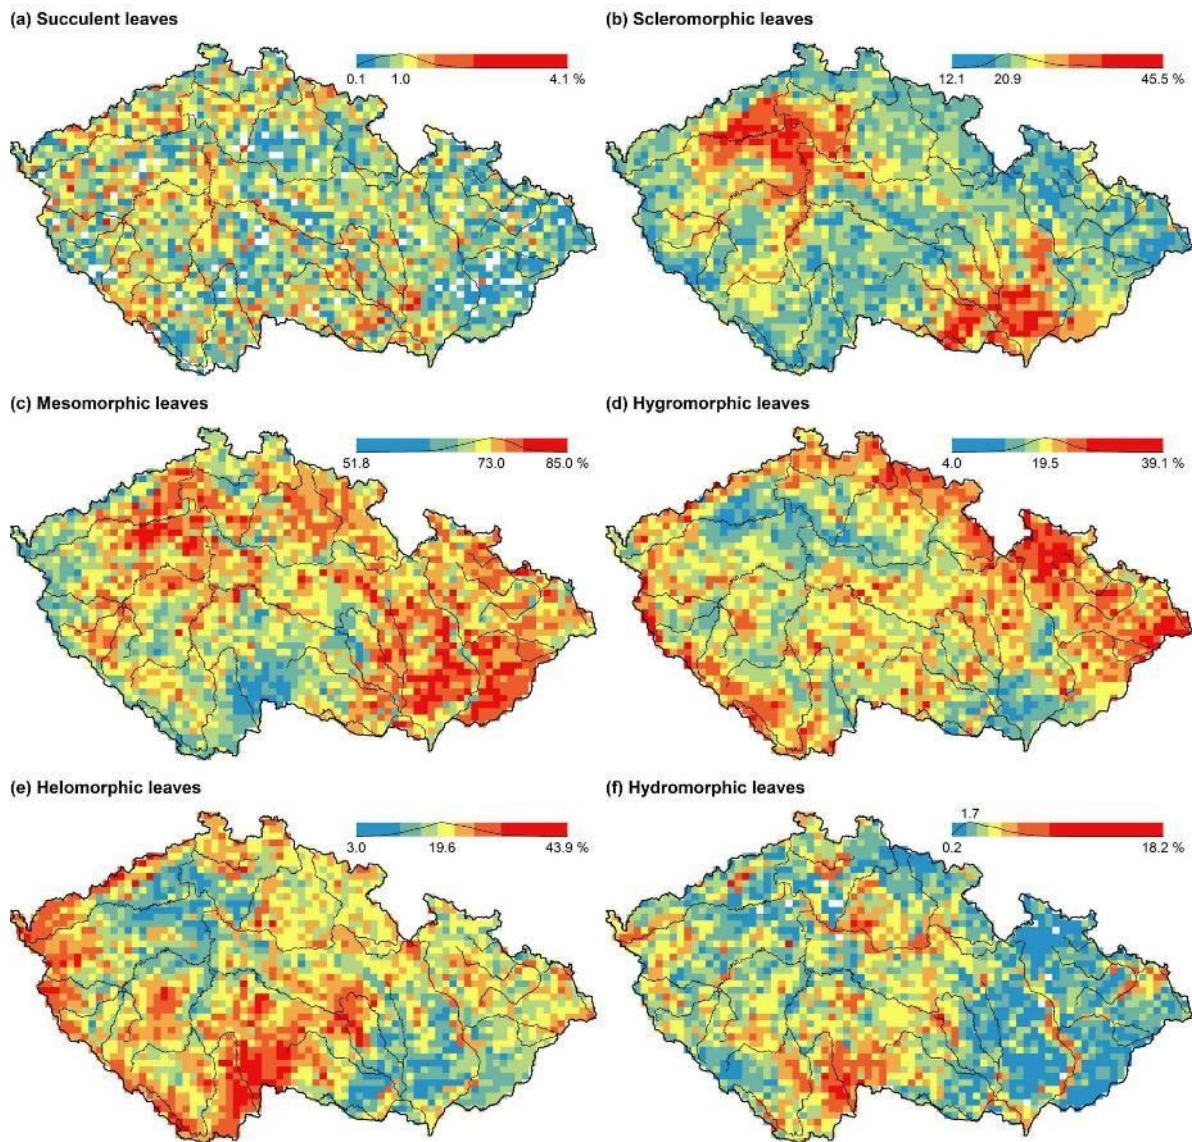 (a) Succulent leaves
0.1 1.0 4.1 %
(b) Scleromorphic leaves
12.1 20.9 45.5 %
(c) Mesomorphic leaves
51.8 73.0 85.0 %
(d) Hygromorphic leaves
4.0 19.5 39.1 %
(e) Helomorphic leaves
3.0 19.6 43.9 %
(f) Hydromorphic leaves
1.7
0.2 18.2 %